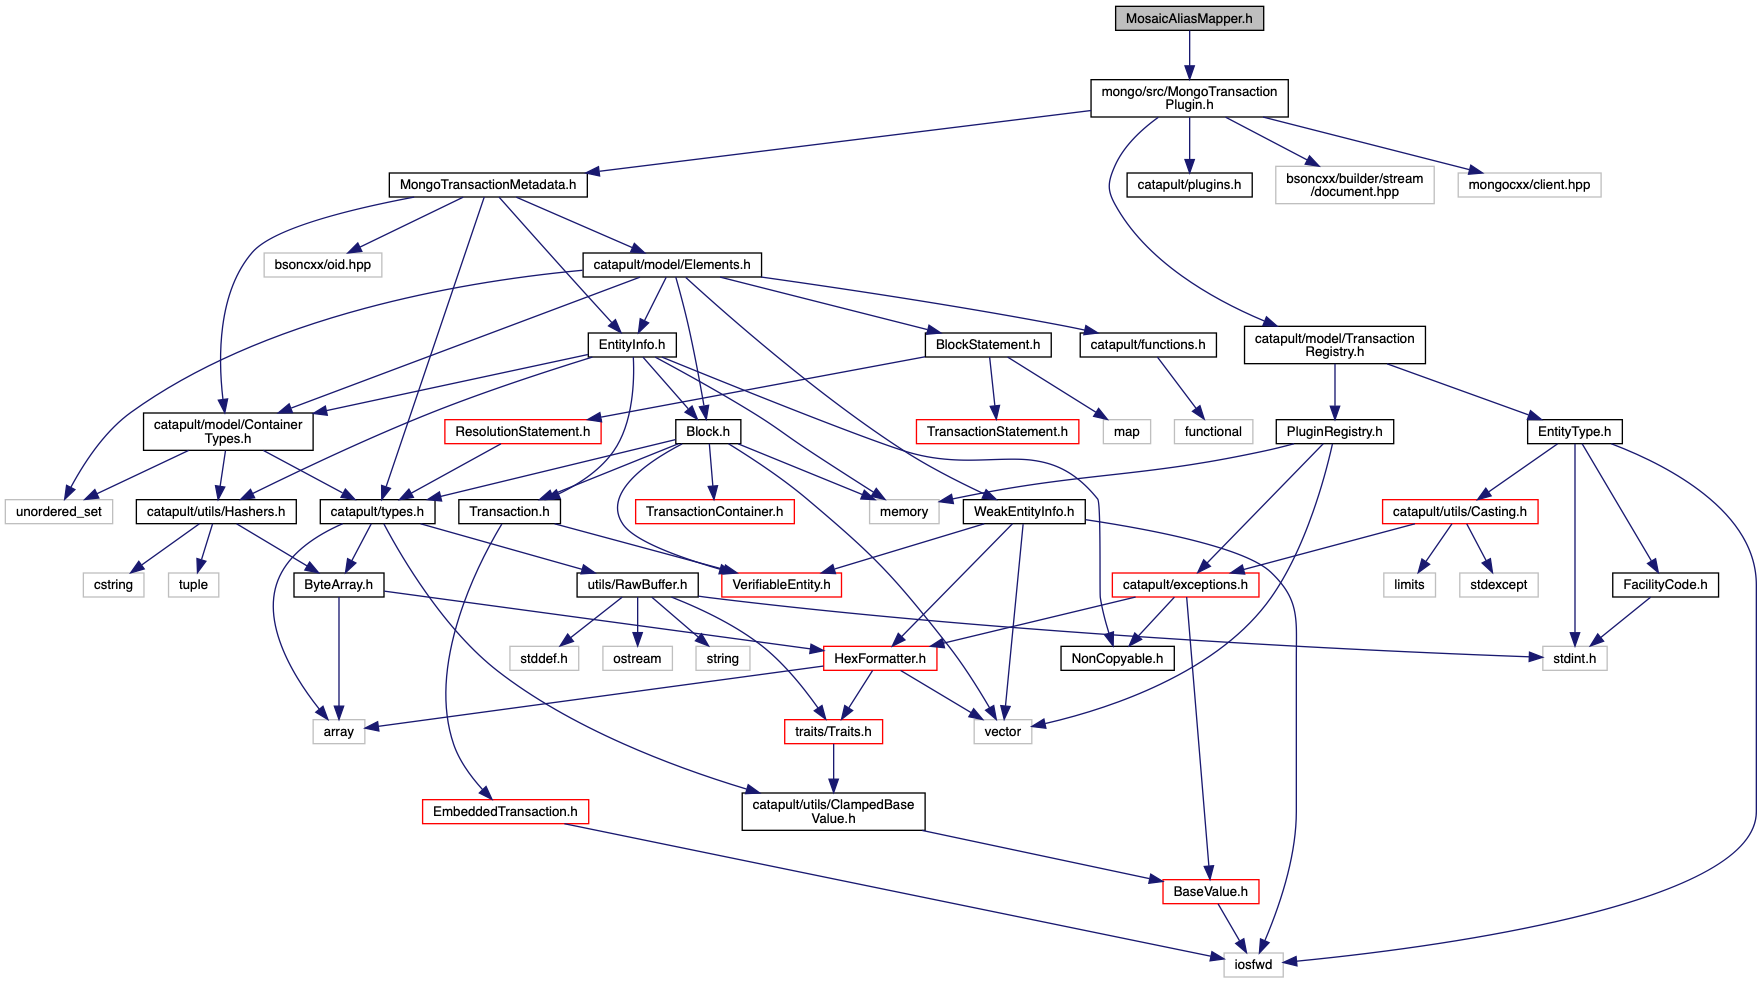 MosaicAliasMapper.h
mongo/src/MongoTransaction
Plugin.h
MongoTransactionMetadata.h
catapult/plugins.h
bsoncxx/builder/stream
/document.hpp
mongocxx/client.hpp
bsoncxx/oid.hpp
catapult/model/Elements.h
EntityInfo.h
BlockStatement.h
catapult/functions.h
catapult/model/Transaction
Registry.h
catapult/model/Container
Types.h
ResolutionStatement.h
Block.h
TransactionStatement.h
map
functional
PluginRegistry.h
EntityType.h
unordered_set
catapult/utils/Hashers.h
catapult/types.h
Transaction.h
TransactionContainer.h
memory
WeakEntityInfo.h
catapult/utils/Casting.h
cstring
tuple
ByteArray.h
utils/RawBuffer.h
VerifiableEntity.h
catapult/exceptions.h
limits
stdexcept
FacilityCode.h
stddef.h
ostream
string
HexFormatter.h
NonCopyable.h
stdint.h
array
traits/Traits.h
vector
EmbeddedTransaction.h
catapult/utils/ClampedBase
Value.h
BaseValue.h
iosfwd